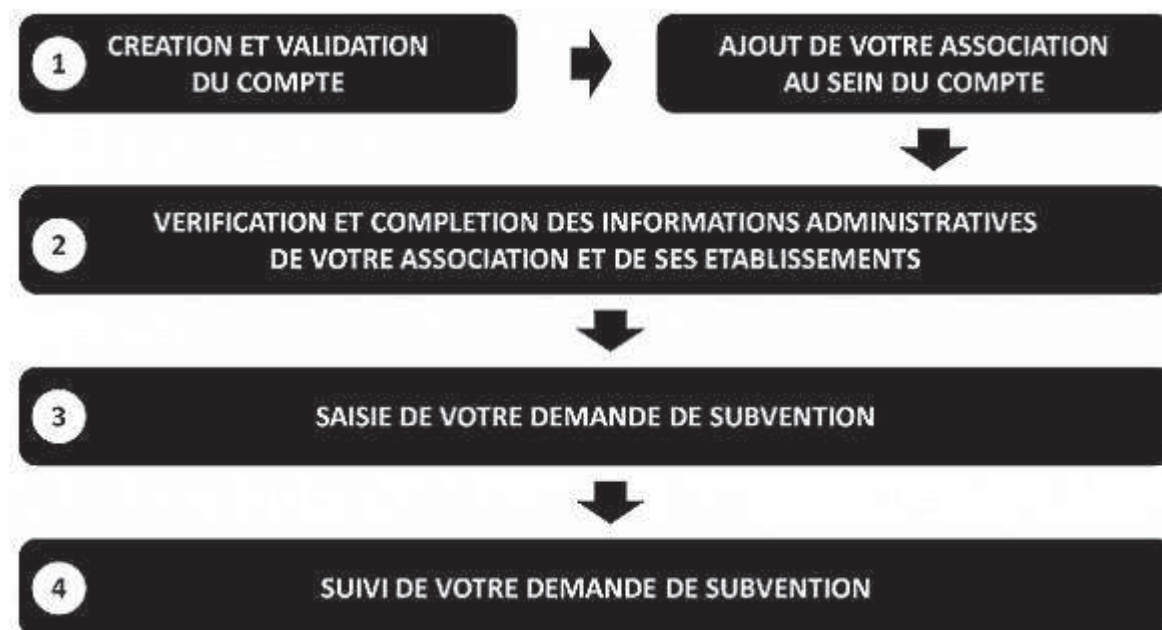 1
CREATION ET VALIDATION
DU COMPTE
AJOUT DE VOTRE ASSOCIATION
AU SEIN DU COMPTE
2
VERIFICATION ET COMPLETION DES INFORMATIONS ADMINISTRATIVES
DE VOTRE ASSOCIATION ET DE SES ETABLISSEMENTS
3
SAISIE DE VOTRE DEMANDE DE SUBVENTION
4
SUIVI DE VOTRE DEMANDE DE SUBVENTION